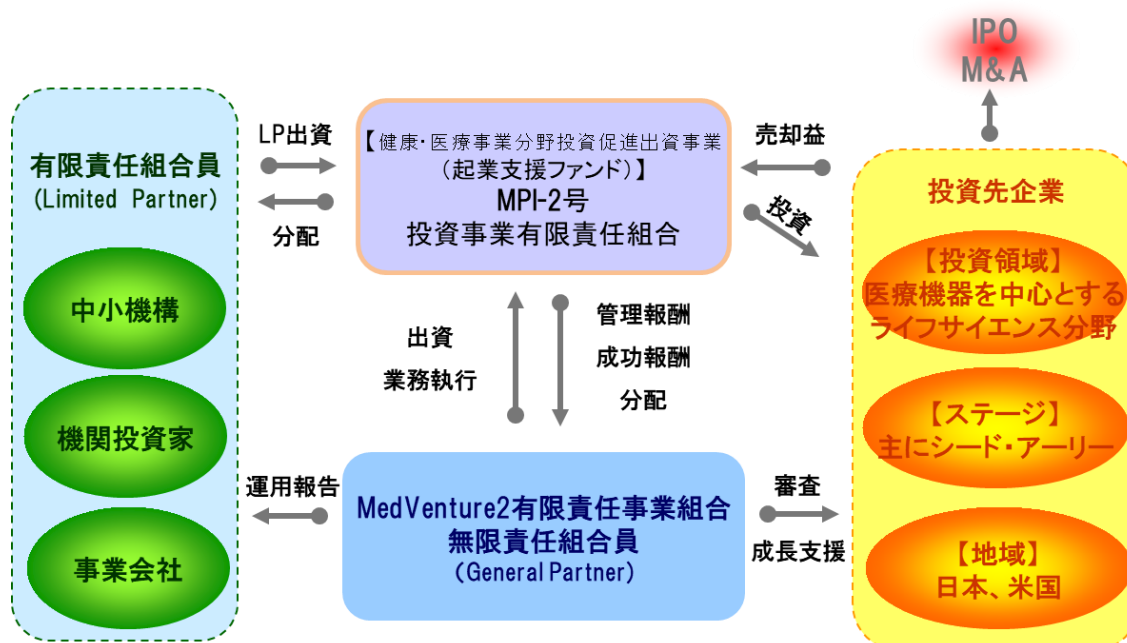 IPO
M&A
有限責任組合員
(Limited Partner)
中小機構
機関投資家
事業会社
LP出資
分配
【健康・医療事業分野投資促進出資事業
(起業支援ファンド)】
MPI-2号
投資事業有限責任組合
売却益
投資
出資
業務執行
管理報酬
成功報酬
分配
運用報告
MedVenture2有限責任事業組合
無限責任組合員
(General Partner)
審査
成長支援
投資先企業
【投資領域】
医療機器を中心とする
ライフサイエンス分野
【ステージ】
主にシード・アーリー
【地域】
日本、米国